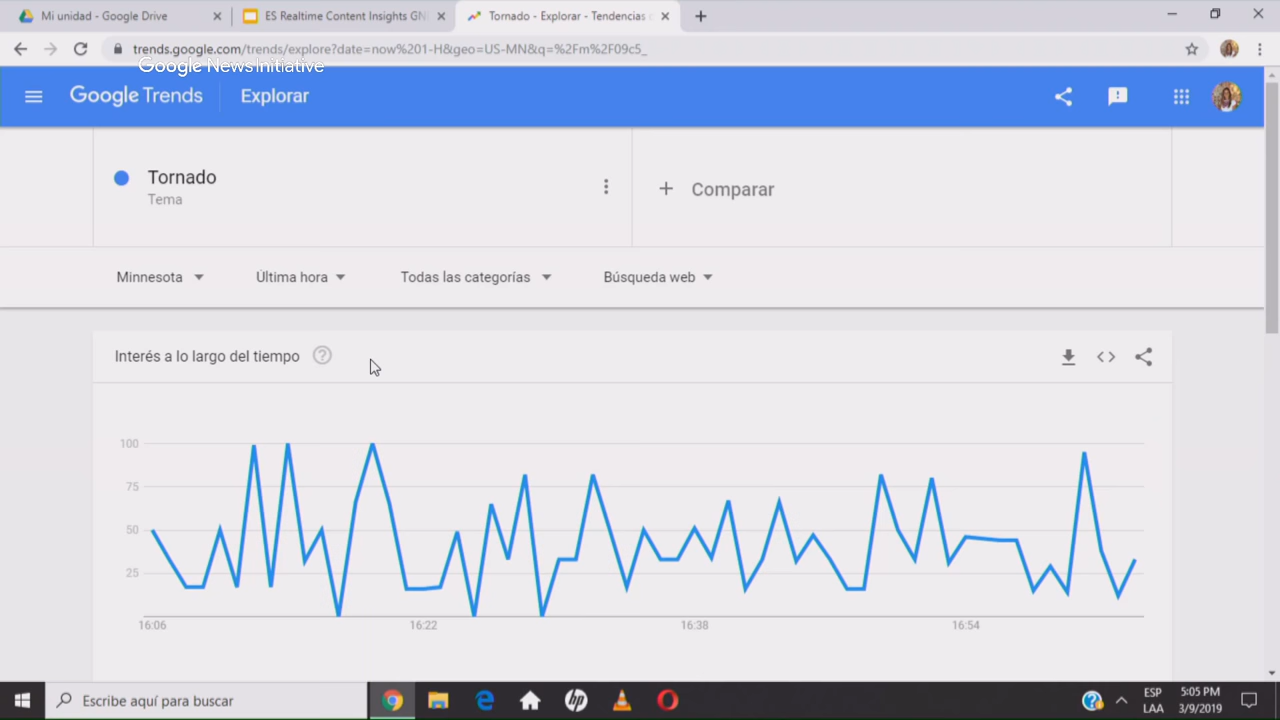 Mi unidad - Google Drive
ES Realtime Content Insights GN
Tornado - Explorar - Tendencias
trends.google.com/trends/explore?date=now%201-H&geo=US-MN&q=%2Fm%2F09c5_
Google News Initiative
Google Trends
Explorar
Tornado
Tema
+ Comparar
Minnesota
Última hora
Todas las categorías
Búsqueda web
Interés a lo largo del tiempo
100
75
50
25
16:06
16:22
16:38
16:54
Escribe aquí para buscar
hp
ESP
LAA
5:05 PM
3/9/2019